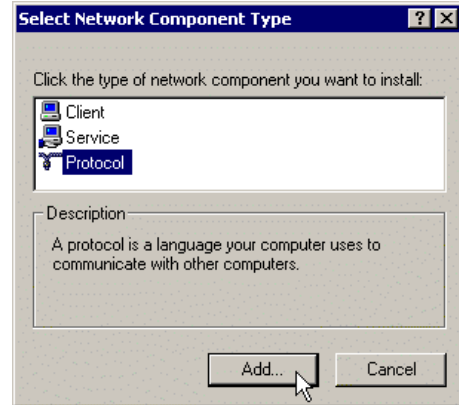 Select Network Component Type
Click the type of network component you want to install:
Client
Service
Protocol
Description
A protocol is a language your computer uses to
communicate with other computers.
Add...
Cancel